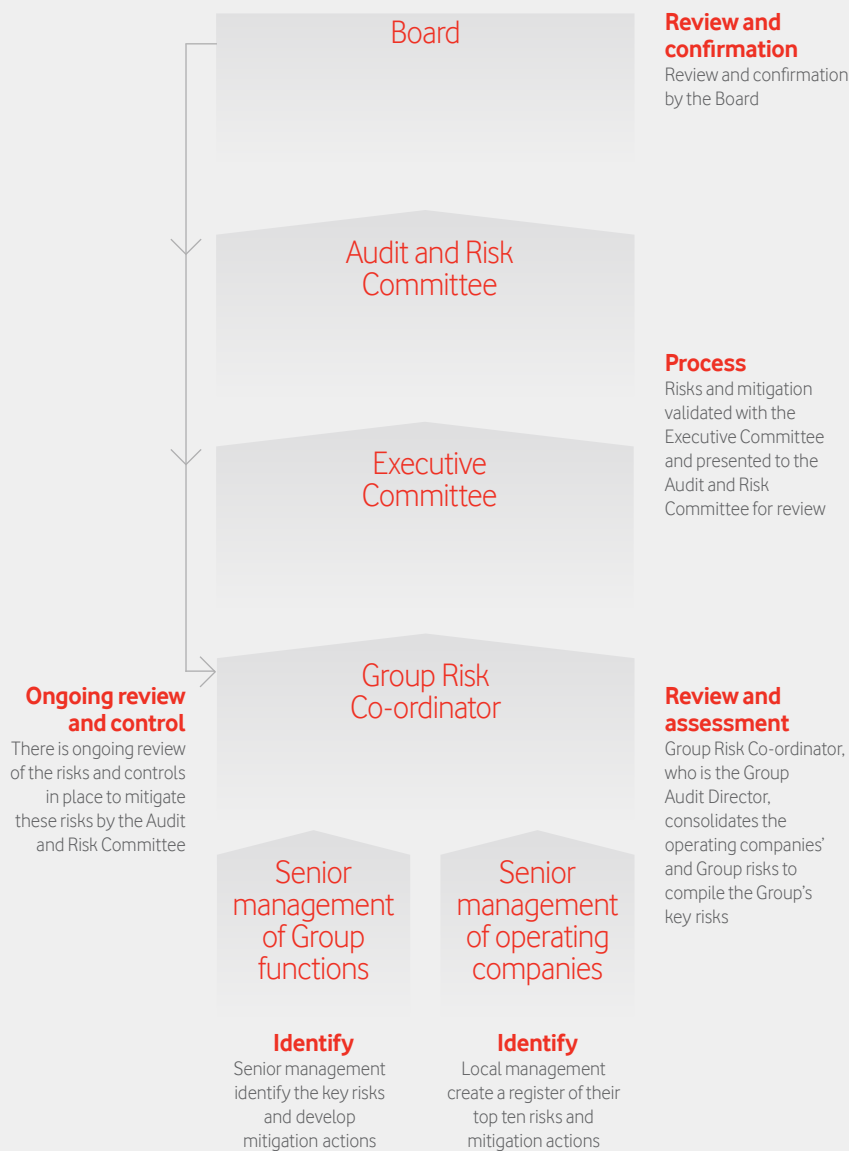 Board
Review and
confirmation
Review and confirmation
by the Board
Audit and Risk
Committee
Process
Risks and mitigation
validated with the
Executive Committee
and presented to the
Audit and Risk
Committee for review
Executive
Committee
Group Risk
Co-ordinator
Ongoing review
and control
There is ongoing review
of the risks and controls
in place to mitigate
these risks by the Audit
and Risk Committee
Review and
assessment
Group Risk Co-ordinator,
who is the Group
Audit Director,
consolidates the
operating companies’
and Group risks to
compile the Group’s
key risks
Senior
management
of Group
functions
Senior
management
of operating
companies
Identify
Senior management
identify the key risks
and develop
mitigation actions
Identify
Local management
create a register of their
top ten risks and
mitigation actions